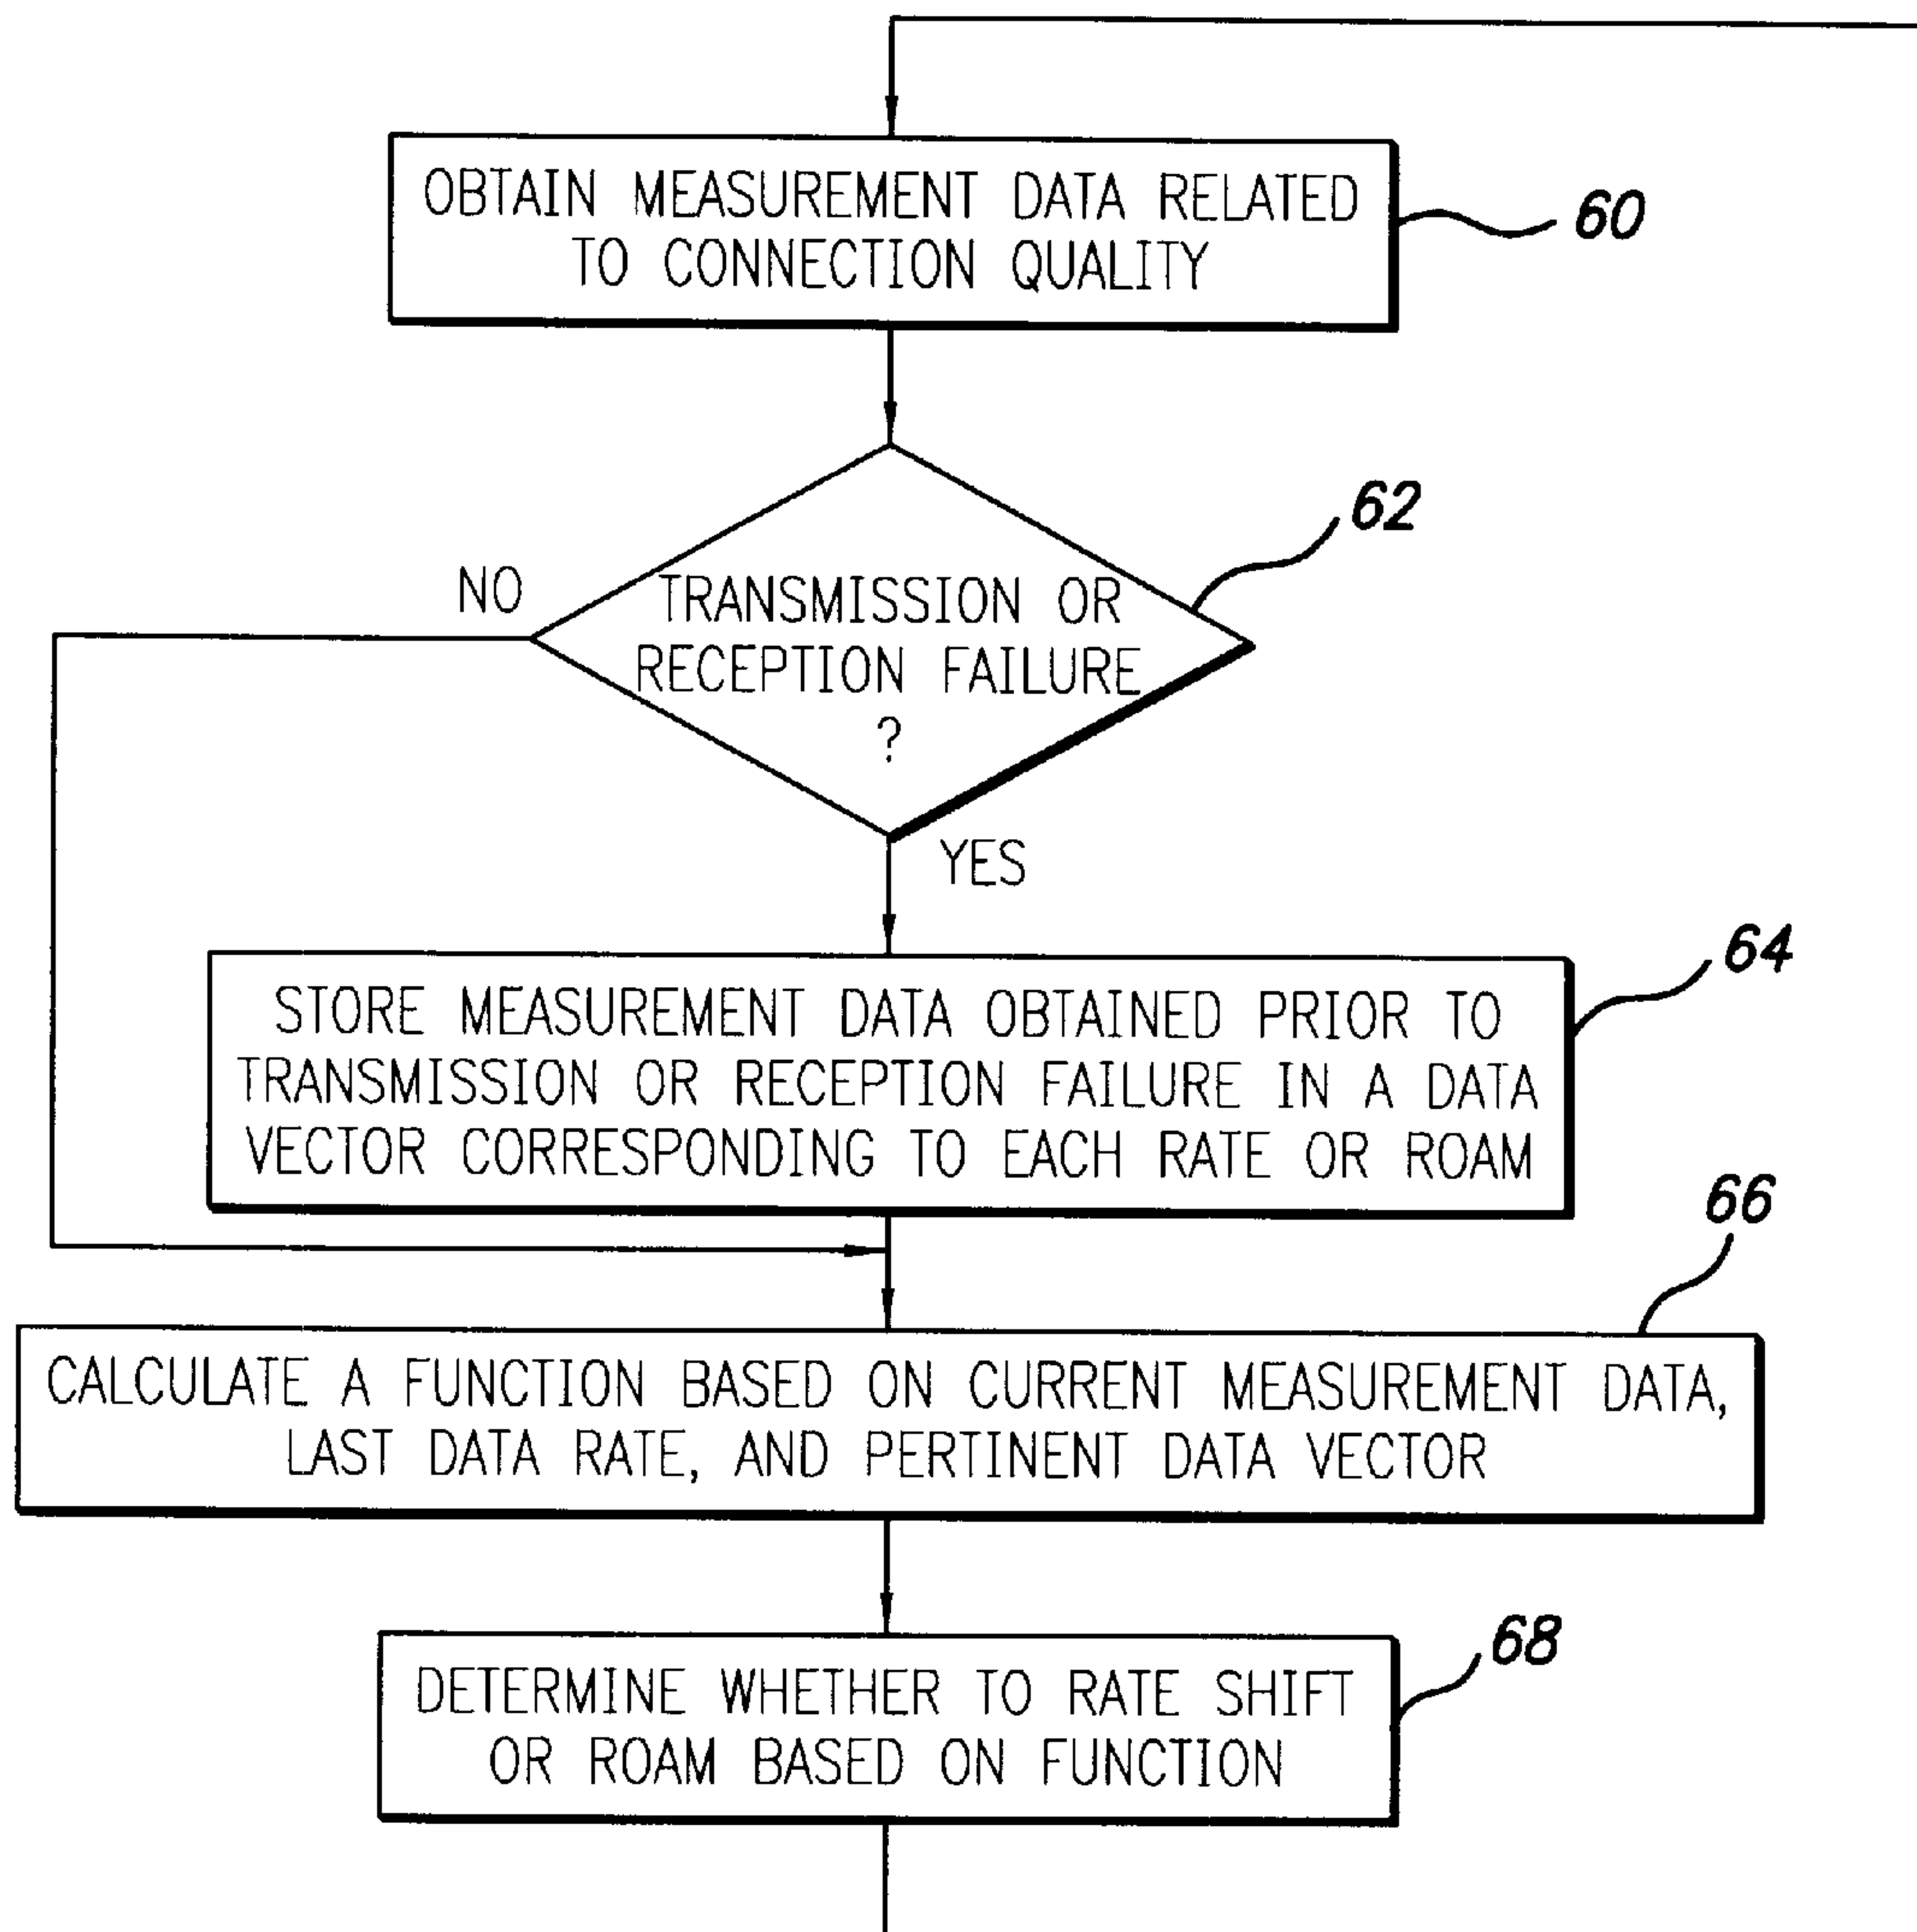 OBTAIN MEASUREMENT DATA RELATED
TO CONNECTION QUALITY
60
62
NO
TRANSMISSION OR
RECEPTION FAILURE
?
YES
64
STORE MEASUREMENT DATA OBTAINED PRIOR TO
TRANSMISSION OR RECEPTION FAILURE IN A DATA
VECTOR CORRESPONDING TO EACH RATE OR ROAM
66
CALCULATE A FUNCTION BASED ON CURRENT MEASUREMENT DATA,
LAST DATA RATE, AND PERTINENT DATA VECTOR
68
DETERMINE WHETHER TO RATE SHIFT
OR ROAM BASED ON FUNCTION